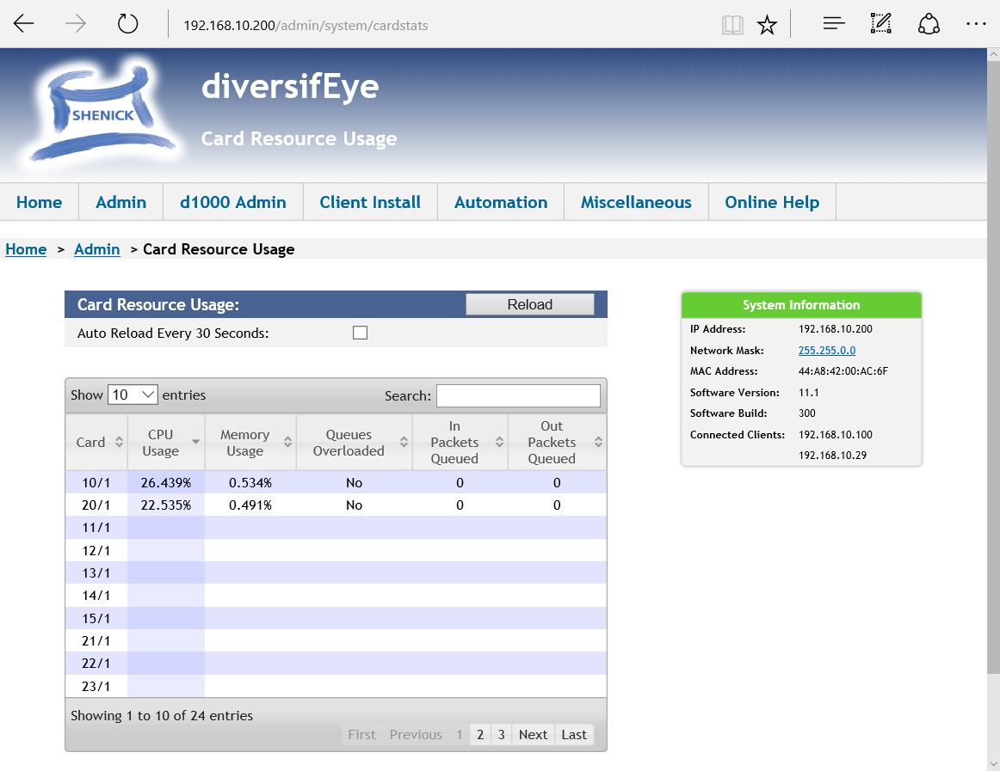 192.168.10.200/admin/system/cardstats
SHENICK
diversifEye
Card Resource Usage
Home Admin d1000 Admin Client Install Automation Miscellaneous Online Help
Home > Admin > Card Resource Usage
Card Resource Usage: Reload
Auto Reload Every 30 Seconds:
Show 10 entries Search:
Card CPU Usage Memory Usage Queues Overloaded In Packets Queued Out Packets Queued
10/1 26.439% 0.534% No 0 0
20/1 22.535% 0.491% No 0 0
11/1
12/1
13/1
14/1
15/1
21/1
22/1
23/1
Showing 1 to 10 of 24 entries
First Previous 1 2 3 Next Last
System Information
IP Address: 192.168.10.200
Network Mask: 255.255.0.0
MAC Address: 44:A8:42:00:AC:6F
Software Version: 11.1
Software Build: 300
Connected Clients: 192.168.10.100
192.168.10.29